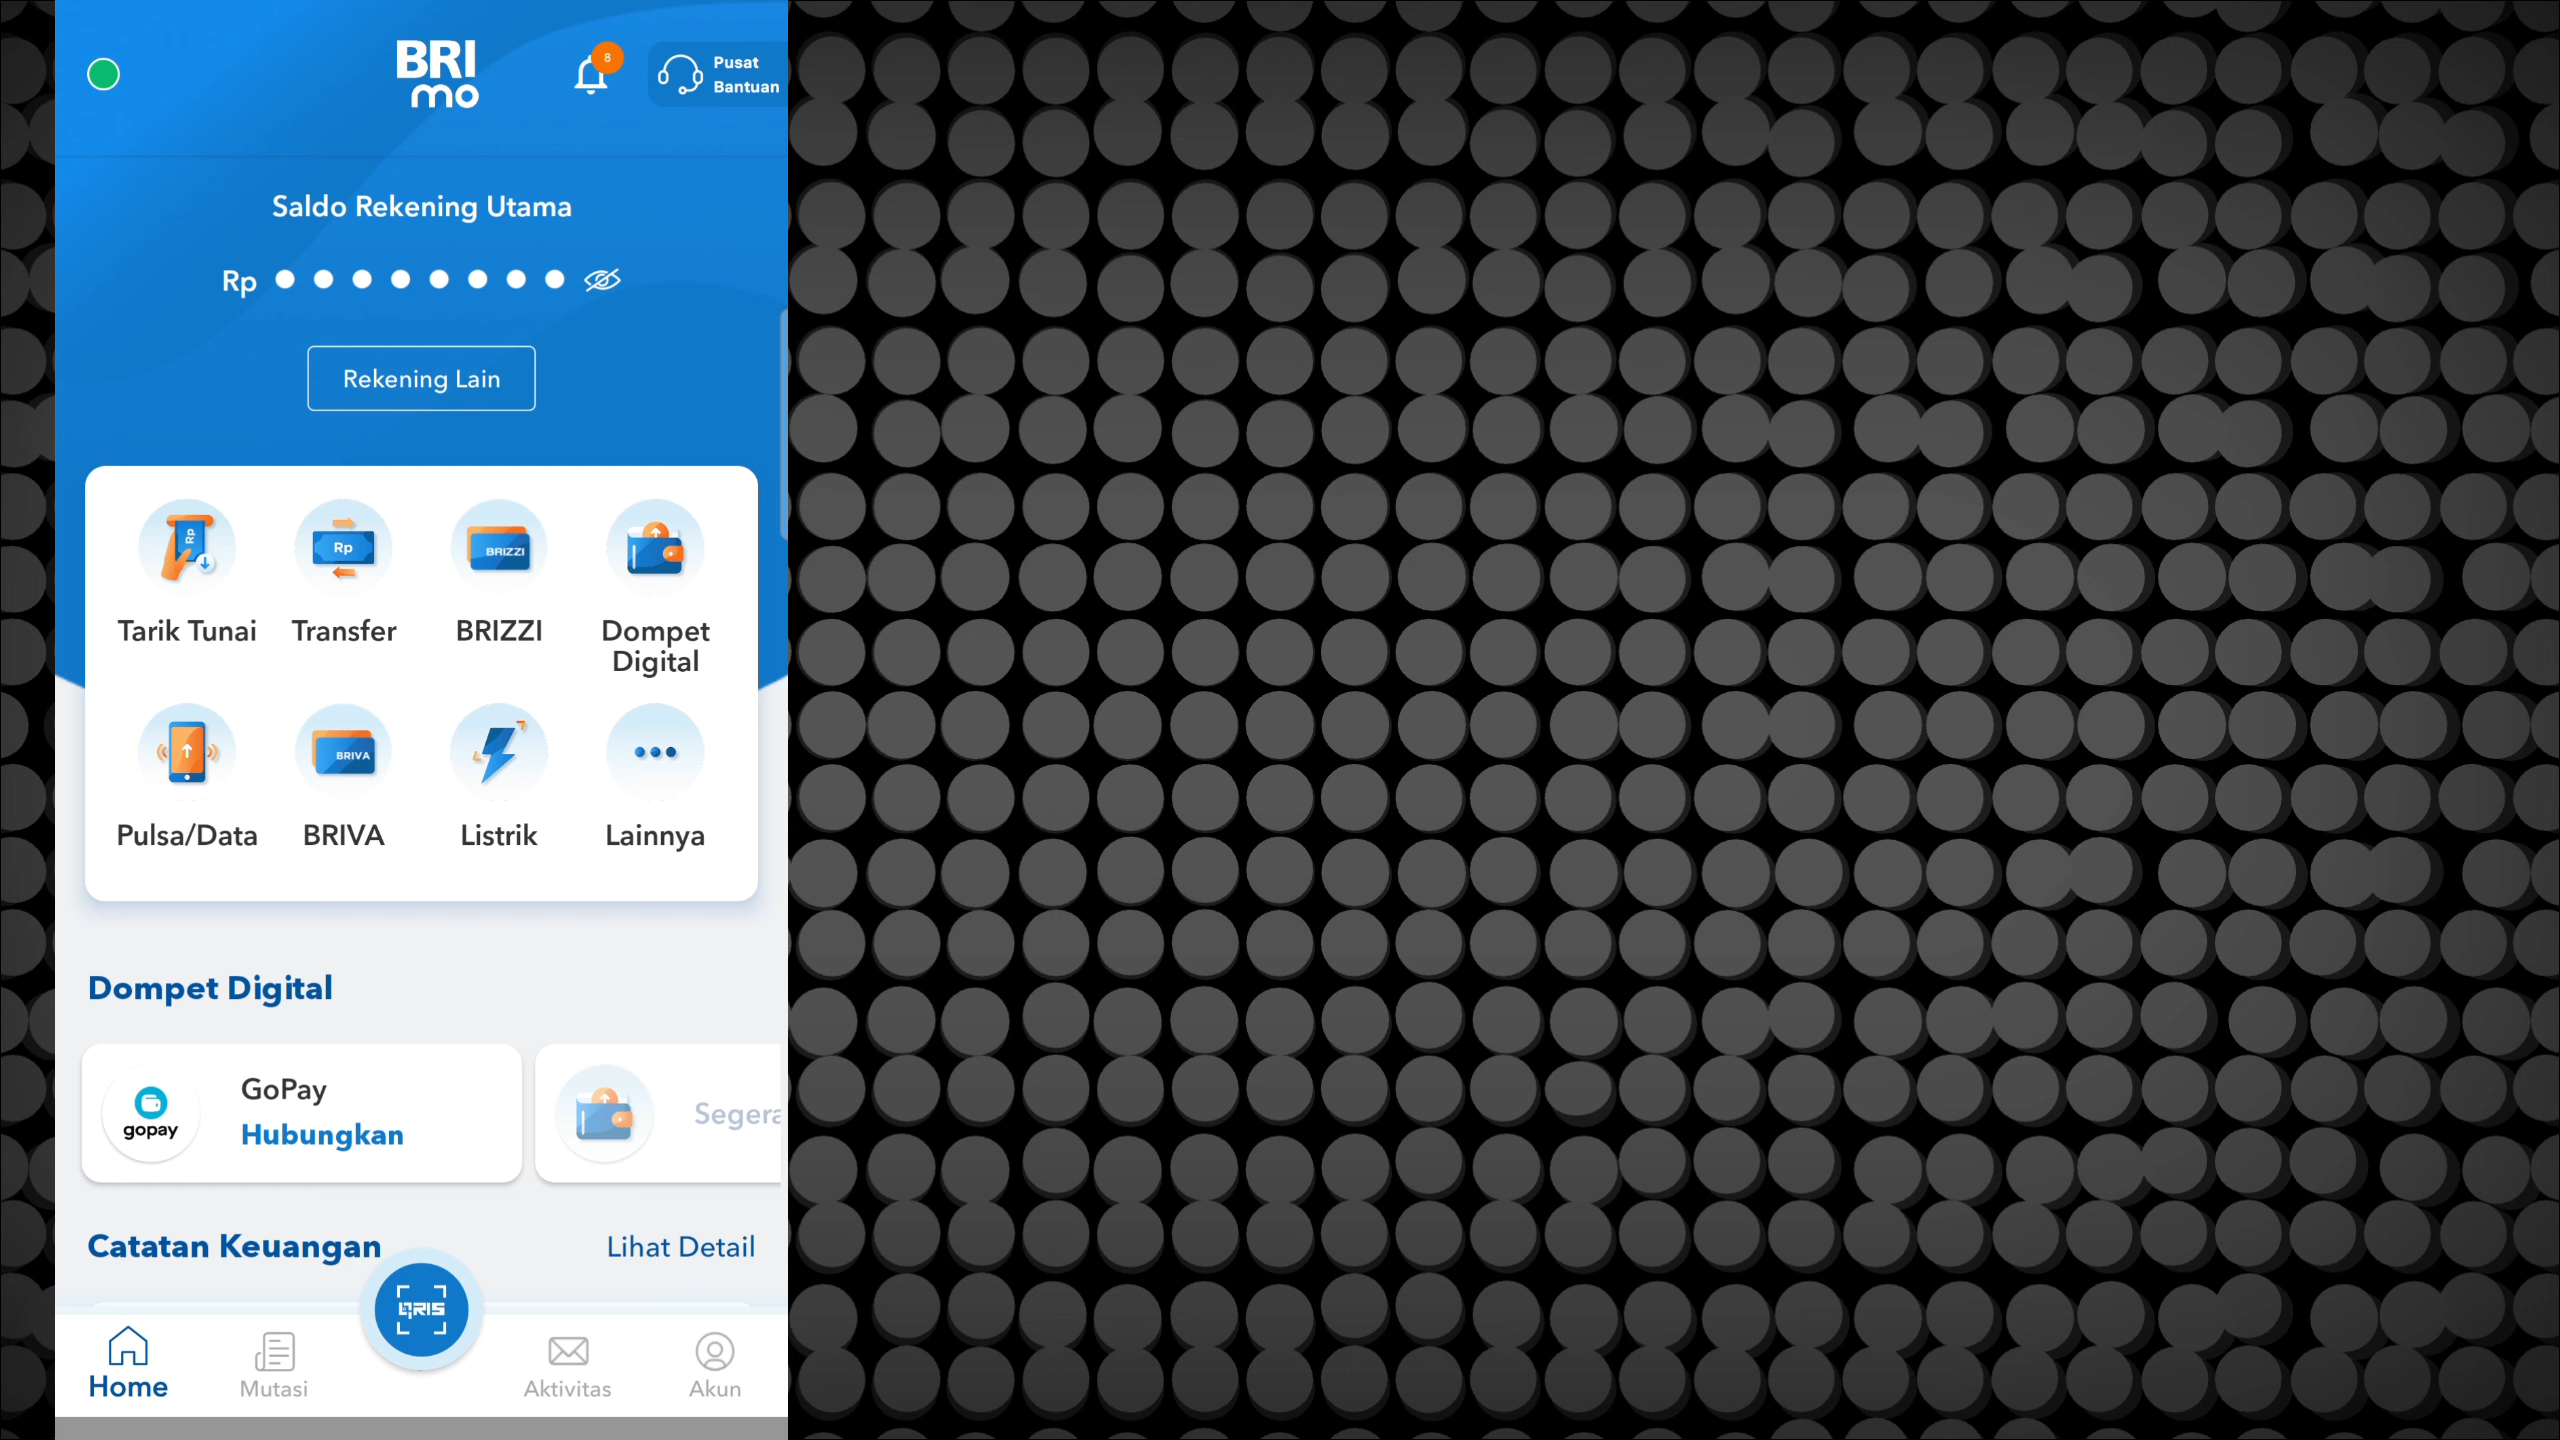 BRI
mo
8
Pusat
Bantuan
Saldo Rekening Utama
Rp
Rekening Lain
Rp
Rp
BRIZZI
Tarik Tunai
Transfer
BRIZZI
Dompet
Digital
BRIVA
Pulsa/Data
BRIVA
Listrik
Lainnya
Dompet Digital
GoPay
gopay
Hubungkan
Segera
Catatan Keuangan
Lihat Detail
QRIS
Home
Mutasi
Aktivitas
Akun